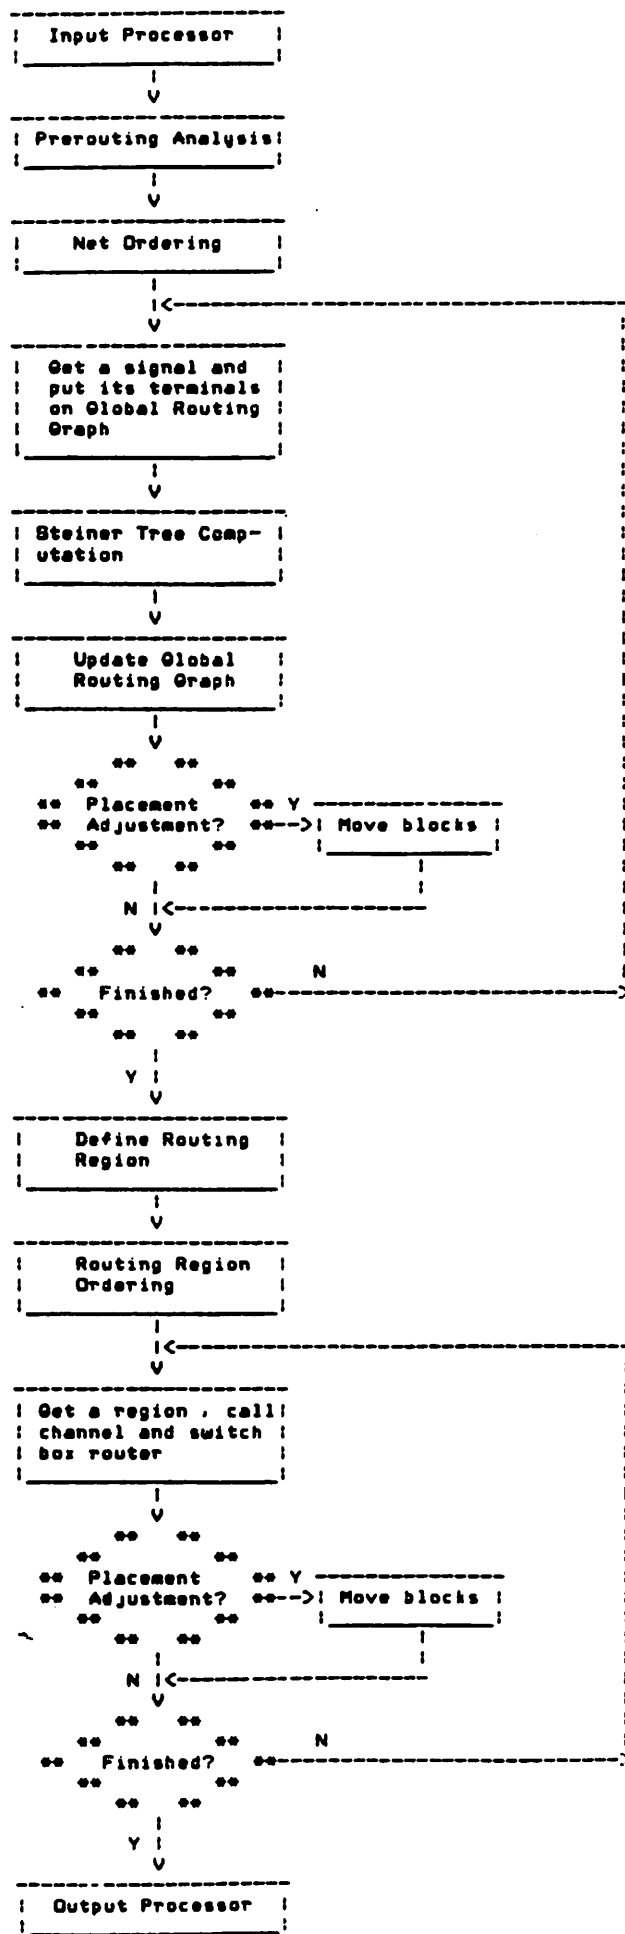 Input Processor
Prerouting Analysis
Net Ordering
Get a signal and
put its terminals
on Global Routing
Graph
Steiner Tree Comp-
utation
Update Global
Routing Graph
Placement
Y
Adjustment?
Move blocks
N
Finished?
N
Y
Define Routing
Region
Routing Region
Ordering
Get a region , call
channel and switch
box router
Placement
Y
Adjustment?
Move blocks
N
Finished?
N
Y
Output Processor